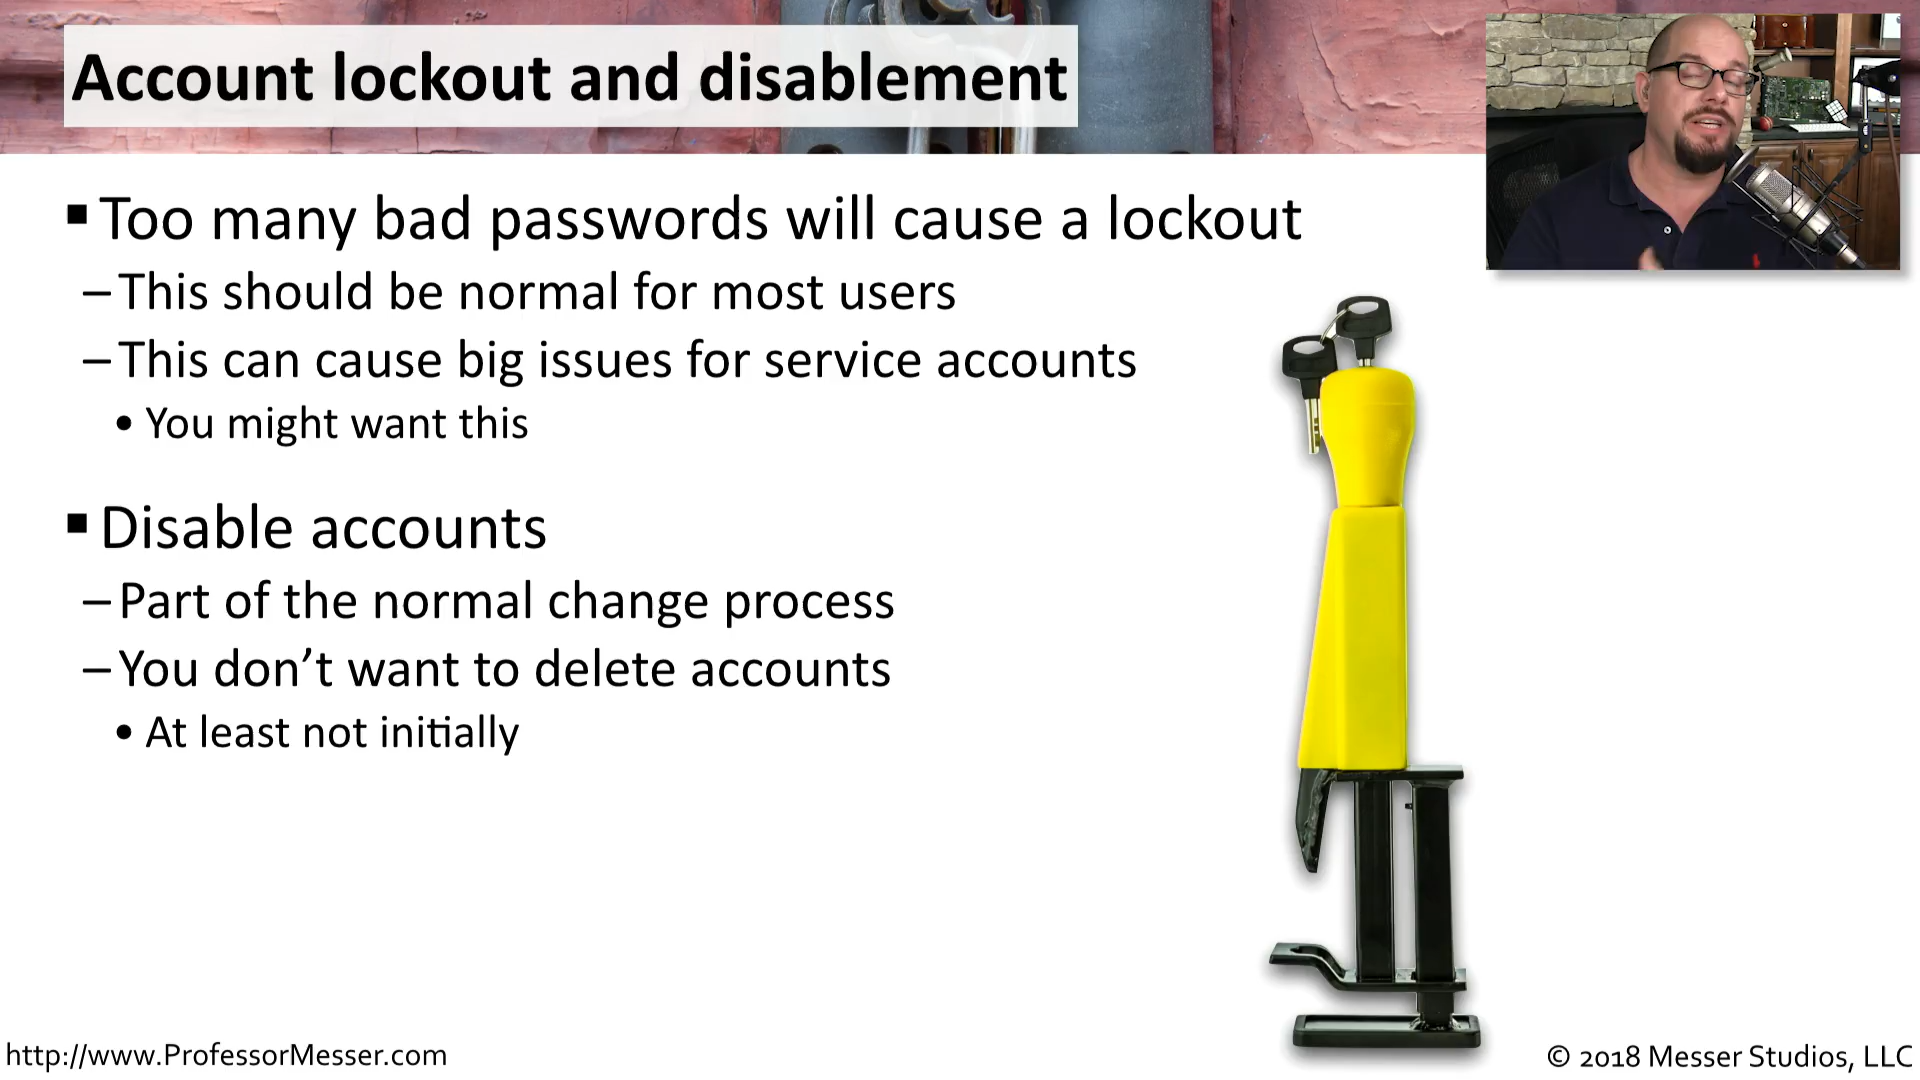 Account lockout and disablement
▪ Too many bad passwords will cause a lockout
– This should be normal for most users
– This can cause big issues for service accounts
• You might want this
▪ Disable accounts
– Part of the normal change process
– You don’t want to delete accounts
• At least not initially
http://www.ProfessorMesser.com
© 2018 Messer Studios, LLC